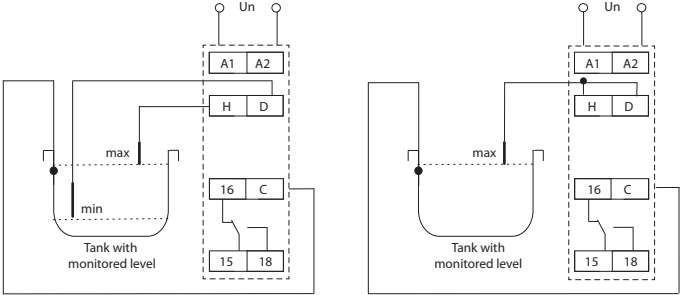 Un
A1 A2
H D
max
min
16 C
Tank with
monitored level
15 18
Un
A1 A2
H D
max
16 C
Tank with
monitored level
15 18